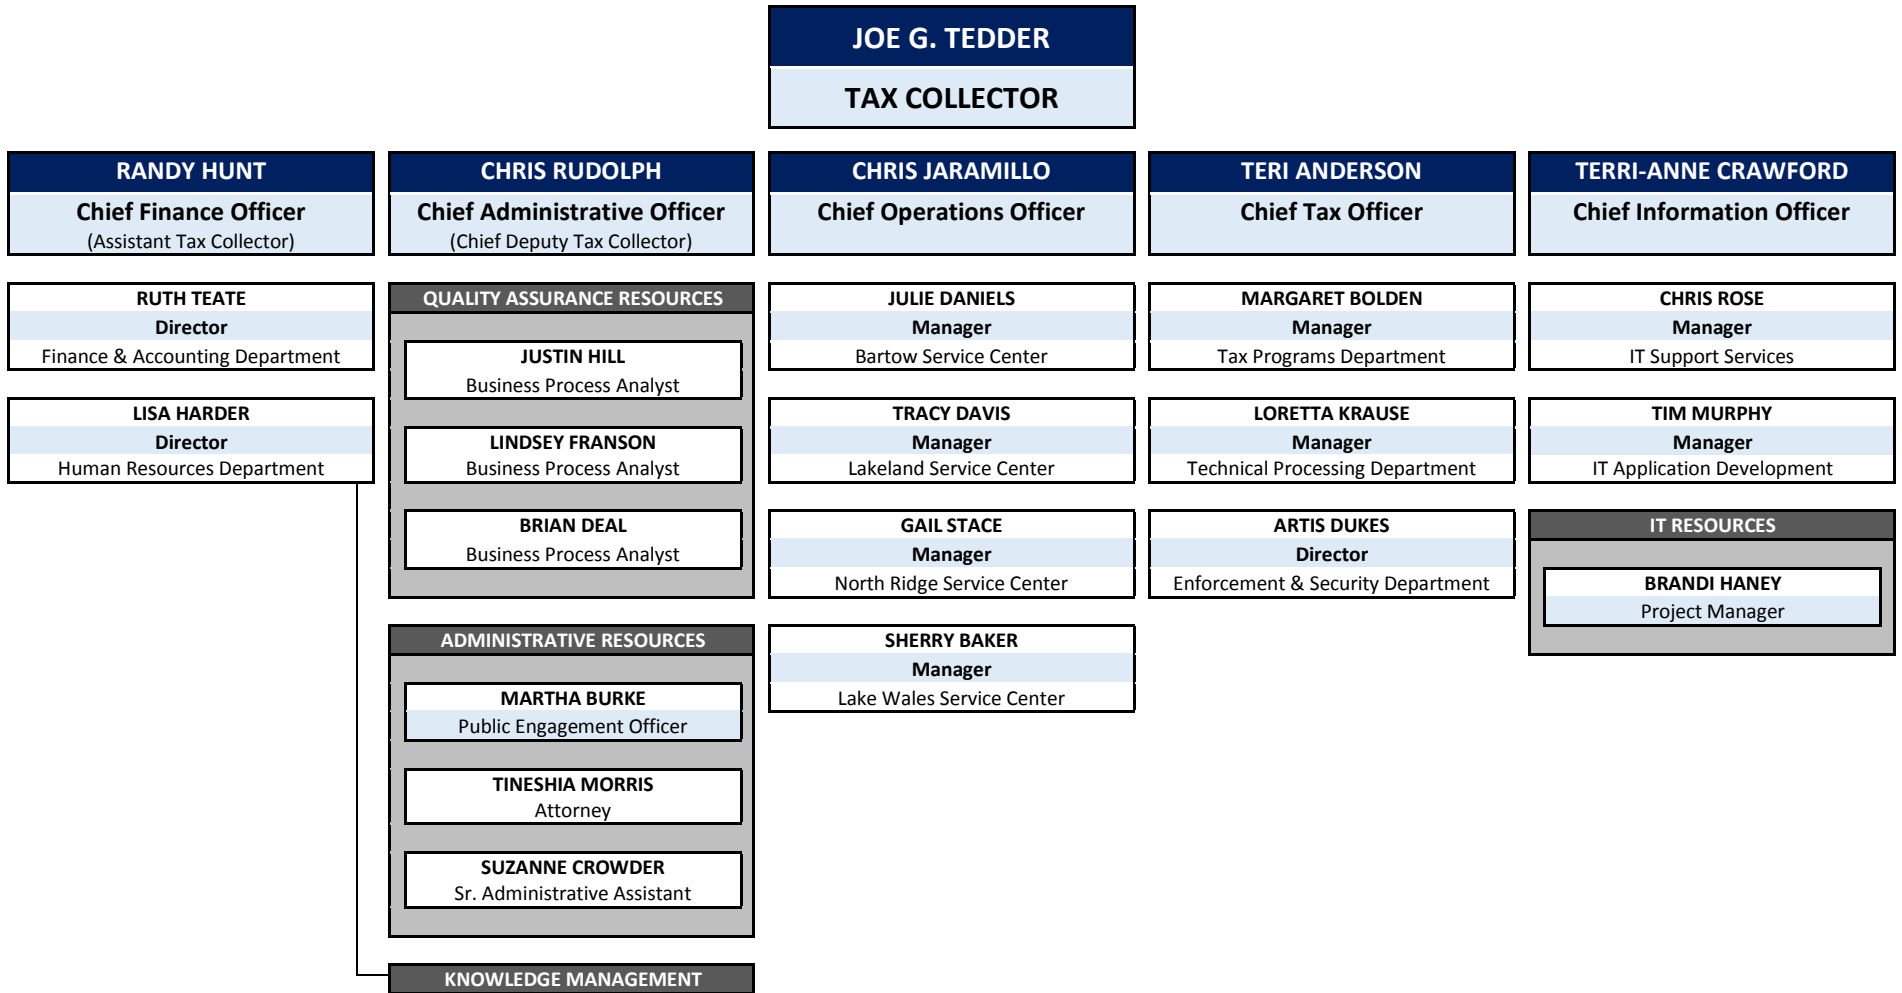 JOE G. TEDDER
TAX COLLECTOR
RANDY HUNT
Chief Finance Officer
(Assistant Tax Collector)
RUTH TEATE
Director
Finance & Accounting Department
LISA HARDER
Director
Human Resources Department
CHRIS RUDOLPH
Chief Administrative Officer
(Chief Deputy Tax Collector)
QUALITY ASSURANCE RESOURCES
JUSTIN HILL
Business Process Analyst
LINDSEY FRANSON
Business Process Analyst
BRIAN DEAL
Business Process Analyst
ADMINISTRATIVE RESOURCES
MARTHA BURKE
Public Engagement Officer
TINESHIA MORRIS
Attorney
SUZANNE CROWDER
Sr. Administrative Assistant
KNOWLEDGE MANAGEMENT
CHRIS JARAMILLO
Chief Operations Officer
JULIE DANIELS
Manager
Bartow Service Center
TRACY DAVIS
Manager
Lakeland Service Center
GAIL STACE
Manager
North Ridge Service Center
SHERRY BAKER
Manager
Lake Wales Service Center
TERI ANDERSON
Chief Tax Officer
MARGARET BOLDEN
Manager
Tax Programs Department
LORETTA KRAUSE
Manager
Technical Processing Department
ARTIS DUKES
Director
Enforcement & Security Department
TERRI-ANNE CRAWFORD
Chief Information Officer
CHRIS ROSE
Manager
IT Support Services
TIM MURPHY
Manager
IT Application Development
IT RESOURCES
BRANDI HANEY
Project Manager